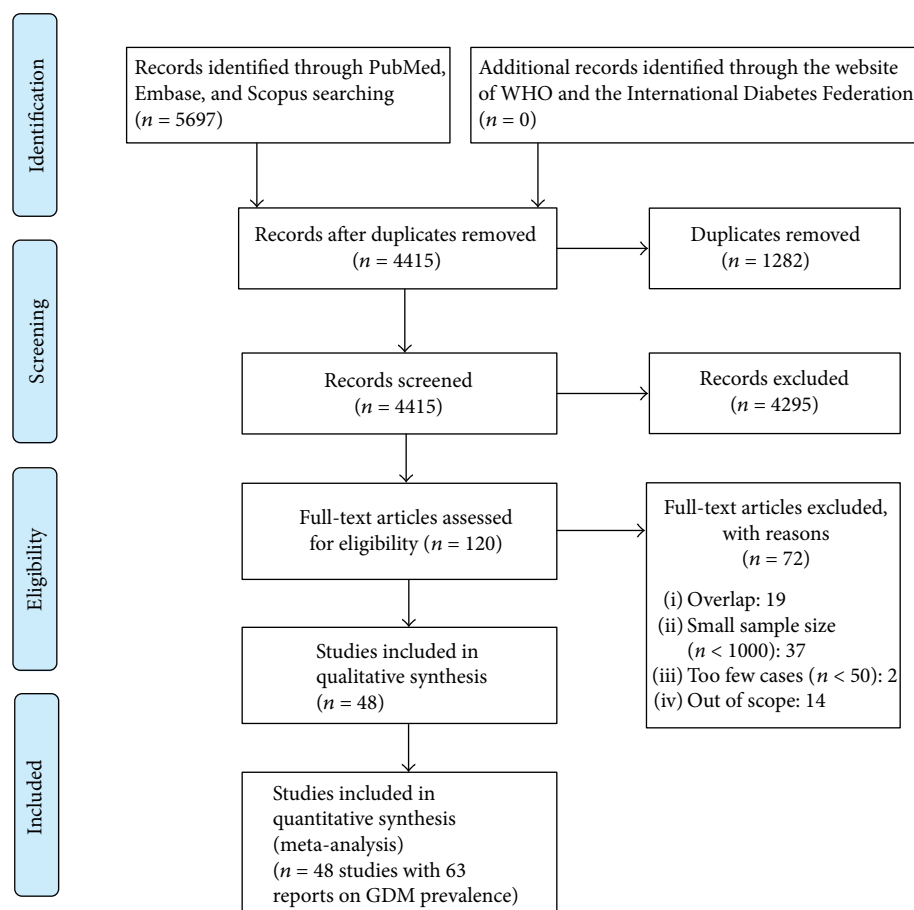 Identification
Records identified through PubMed,
Embase, and Scopus searching
(n = 5697)
Additional records identified through the website
of WHO and the International Diabetes Federation
(n = 0)
Records after duplicates removed
(n = 4415)
Duplicates removed
(n = 1282)
Screening
Records screened
(n = 4415)
Records excluded
(n = 4295)
Eligibility
Full-text articles assessed
for eligibility (n = 120)
Full-text articles excluded,
with reasons
(n = 72)
(i) Overlap: 19
(ii) Small sample size
(n < 1000): 37
(iii) Too few cases (n < 50): 2
(iv) Out of scope: 14
Studies included in
qualitative synthesis
(n = 48)
Included
Studies included in
quantitative synthesis
(meta-analysis)
(n = 48 studies with 63
reports on GDM prevalence)